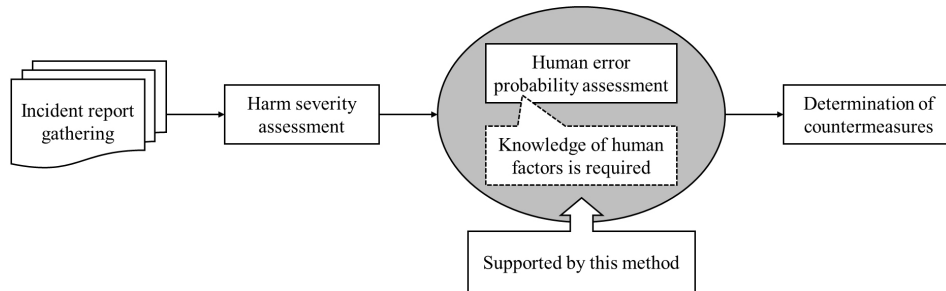 Incident report
gathering
Harm severity
assessment
Human error
probability assessment
Knowledge of human
factors is required
Supported by this method
Determination of
countermeasures